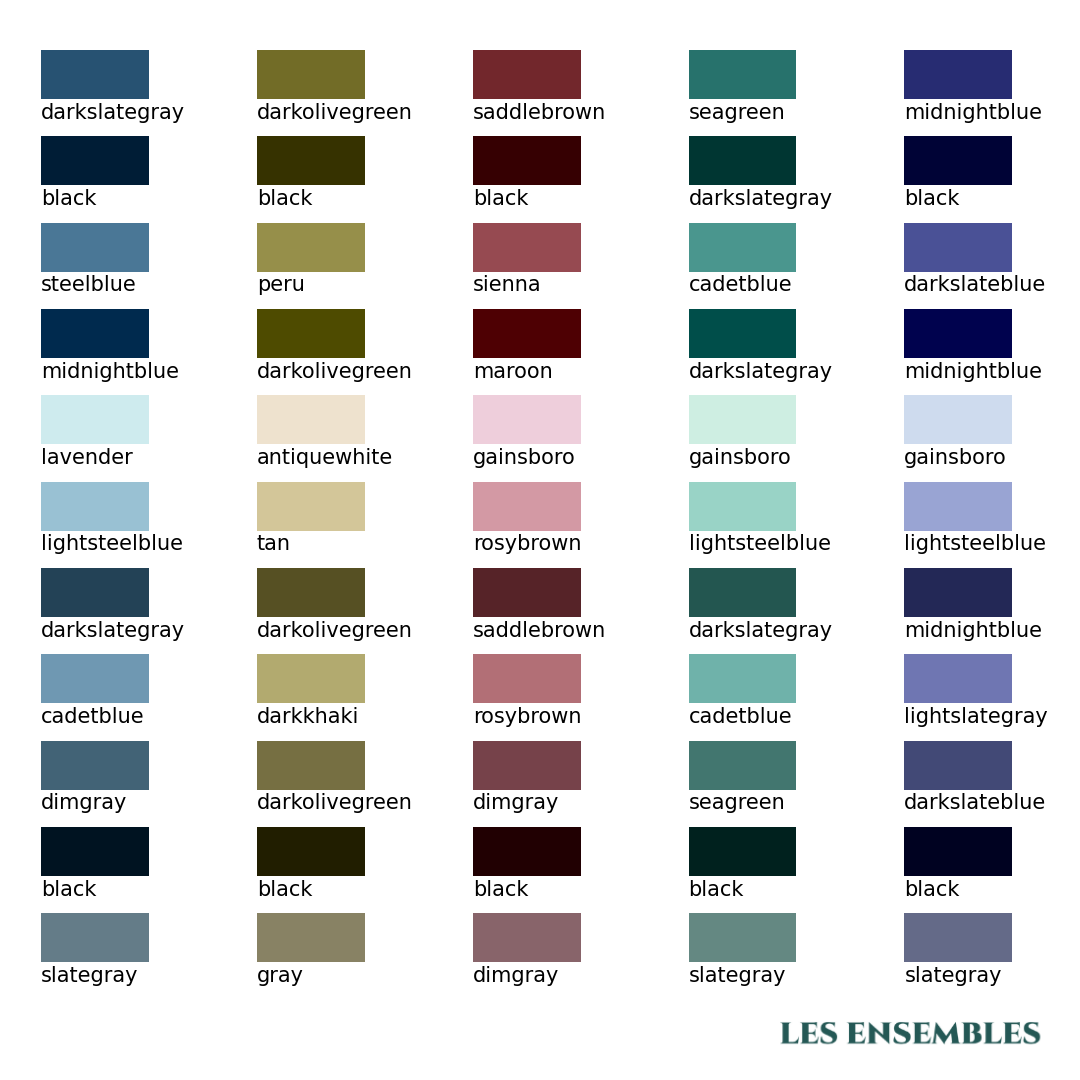 darkslategray darkolivegreen saddlebrown seagreen midnightblue
black black black darkslategray black
steelblue peru sienna cadetblue darkslateblue
midnightblue darkolivegreen maroon darkslategray midnightblue
lavender antiquewhite gainsboro gainsboro gainsboro
lightsteelblue tan rosybrown lightsteelblue lightsteelblue
darkslategray darkolivegreen saddlebrown darkslategray midnightblue
cadetblue darkkhaki rosybrown cadetblue lightslategray
dimgray darkolivegreen dimgray seagreen darkslateblue
black black black black black
slategray gray dimgray slategray slategray
LES ENSEMBLES